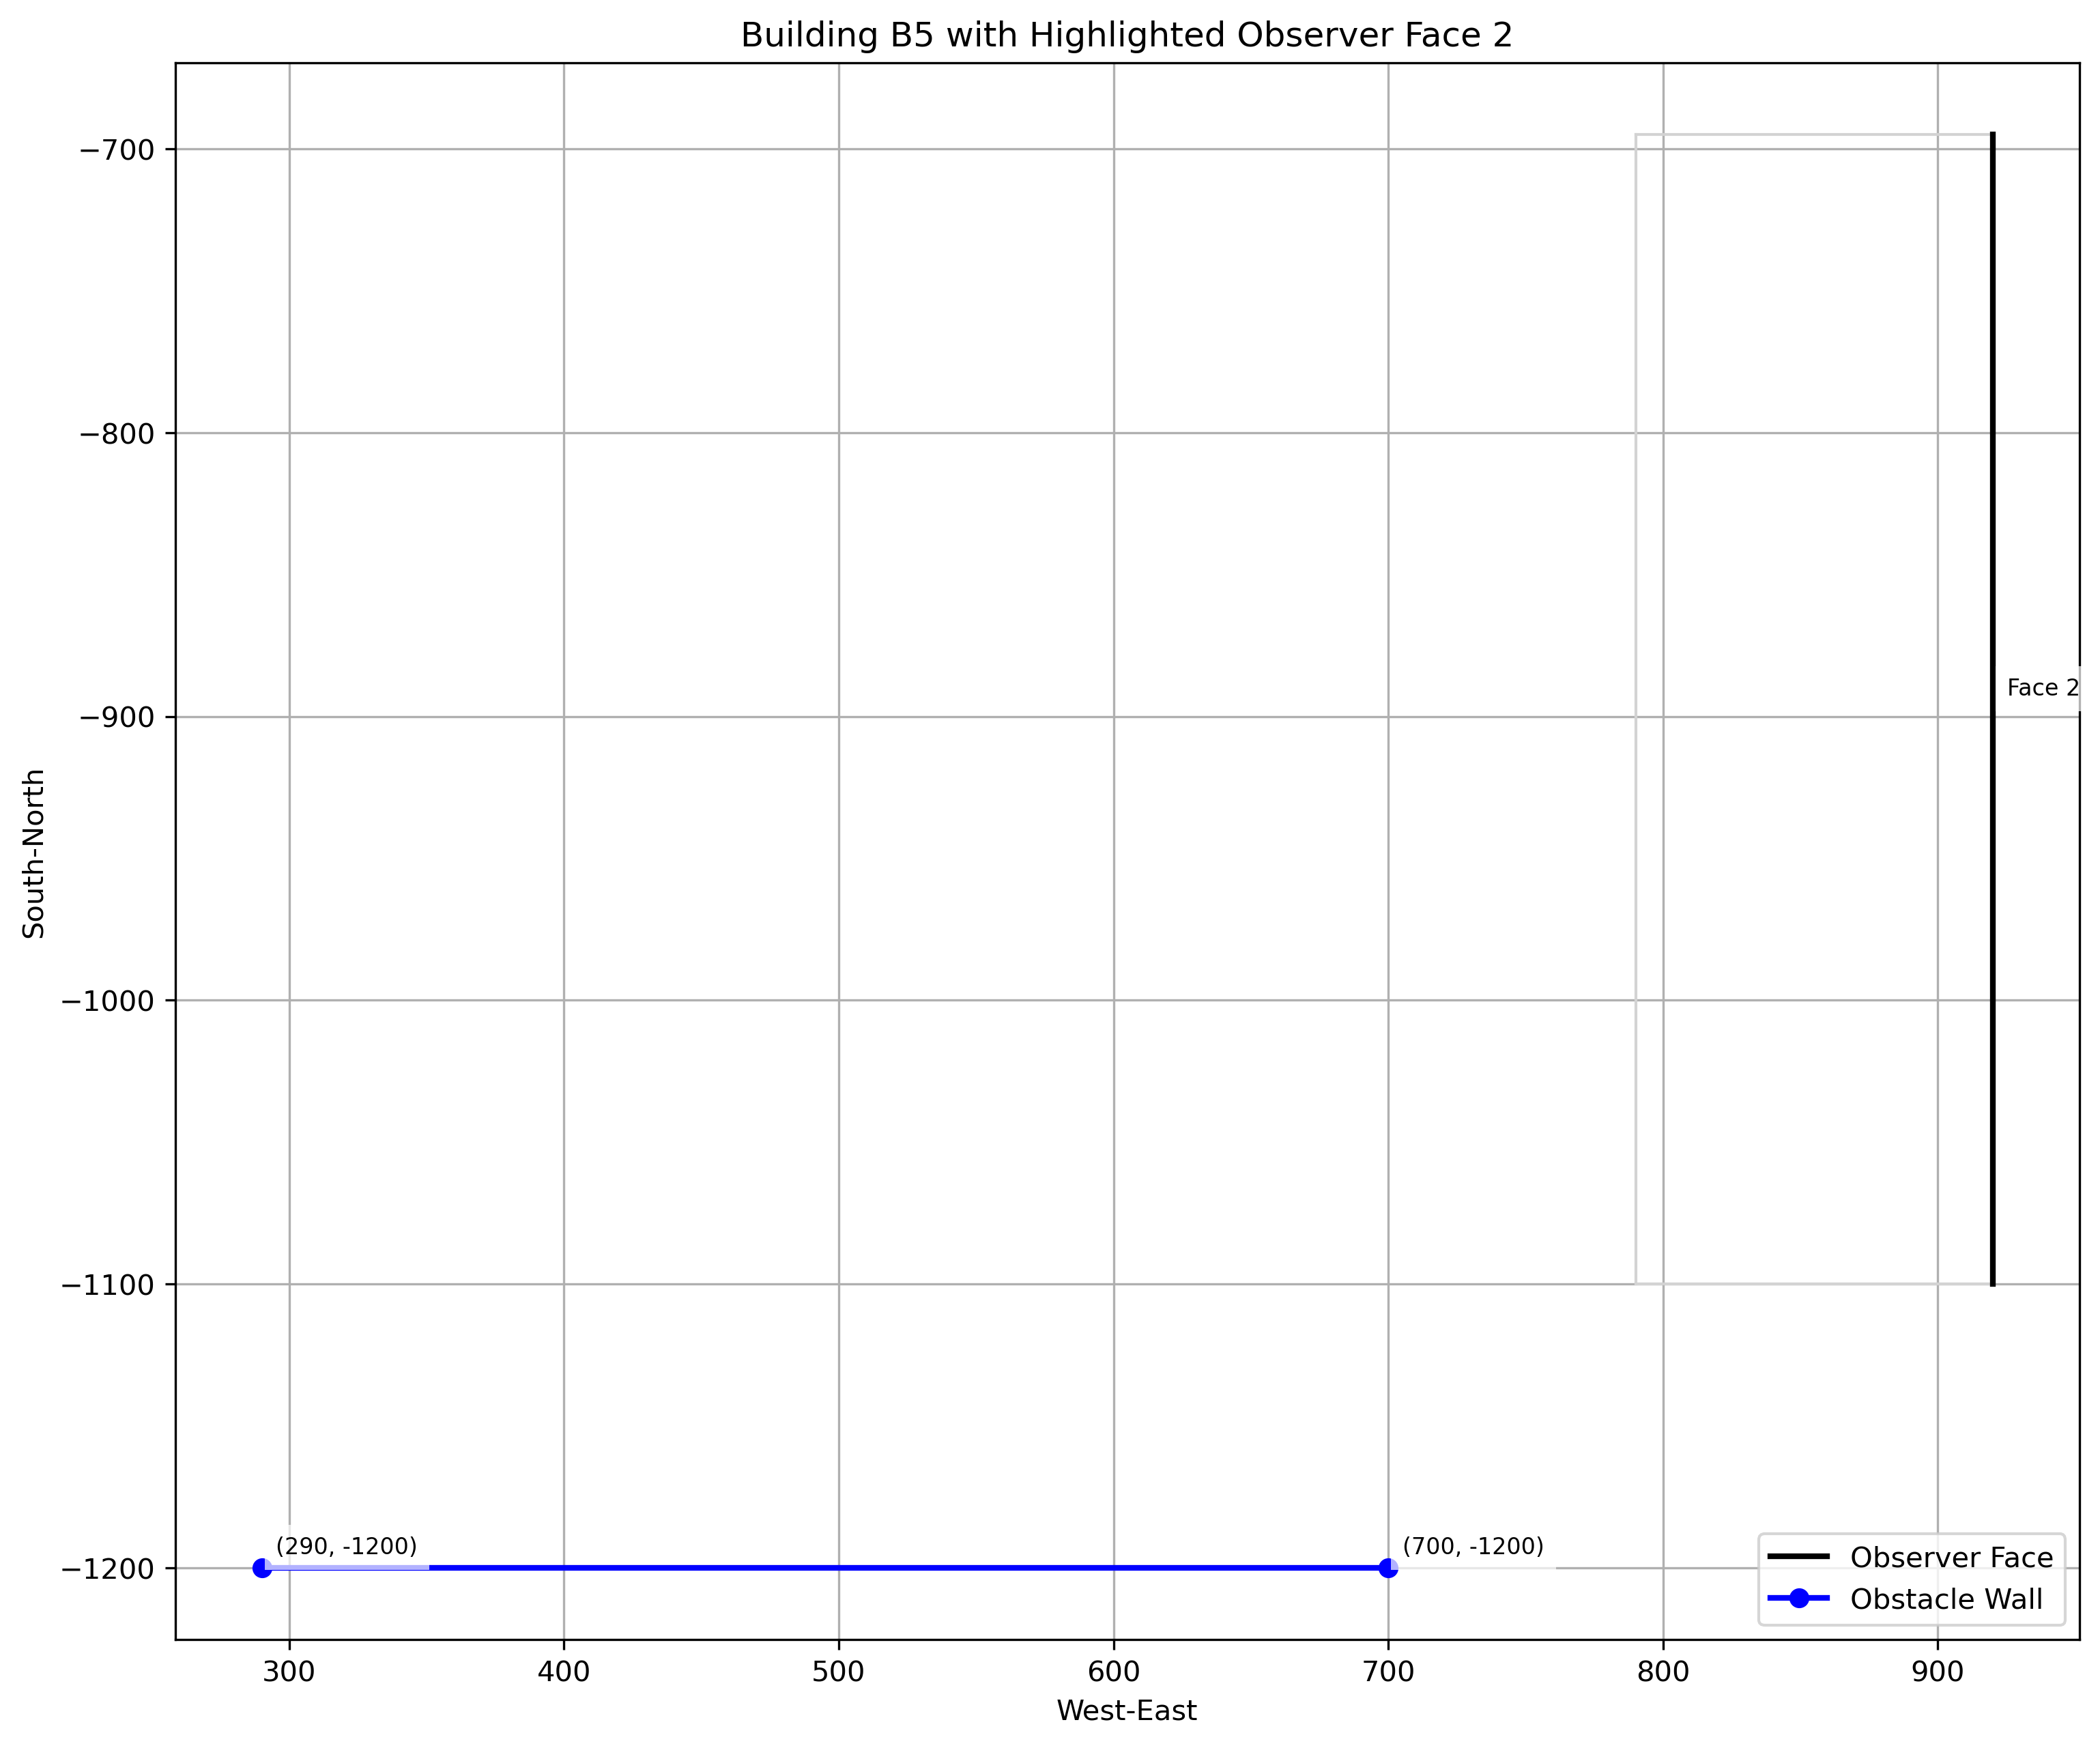 Building B5 with Highlighted Observer Face 2
South-North
−700
−800
−900
−1000
−1100
−1200
Face 2
(290, -1200)
(700, -1200)
Observer Face
Obstacle Wall
300 400 500 600 700 800 900
West-East